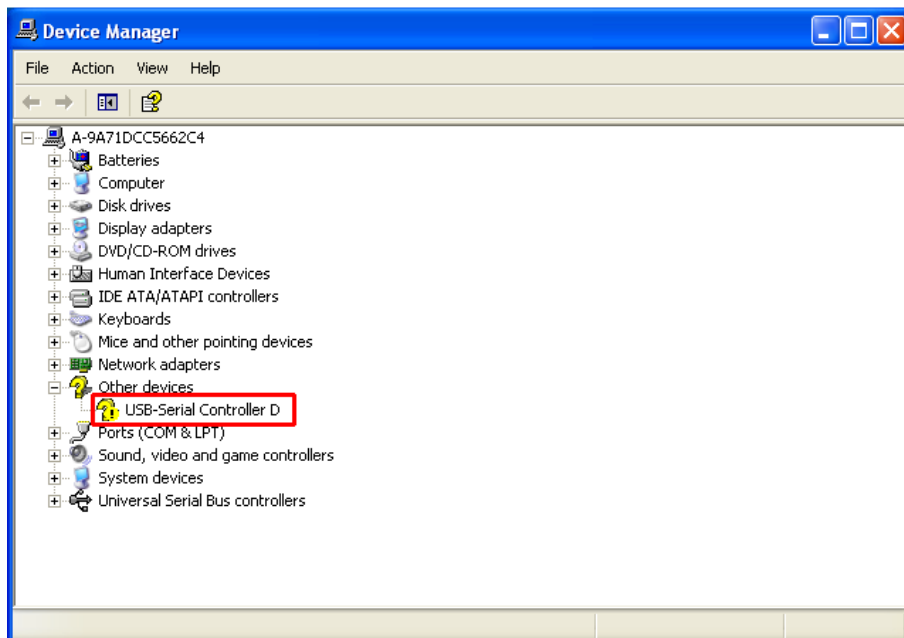 Device Manager
File Action View Help
A-9A71DCC5662C4
Batteries
Computer
Disk drives
Display adapters
DVD/CD-ROM drives
Human Interface Devices
IDE ATA/ATAPI controllers
Keyboards
Mice and other pointing devices
Network adapters
Other devices
USB-Serial Controller D
Ports (COM & LPT)
Sound, video and game controllers
System devices
Universal Serial Bus controllers